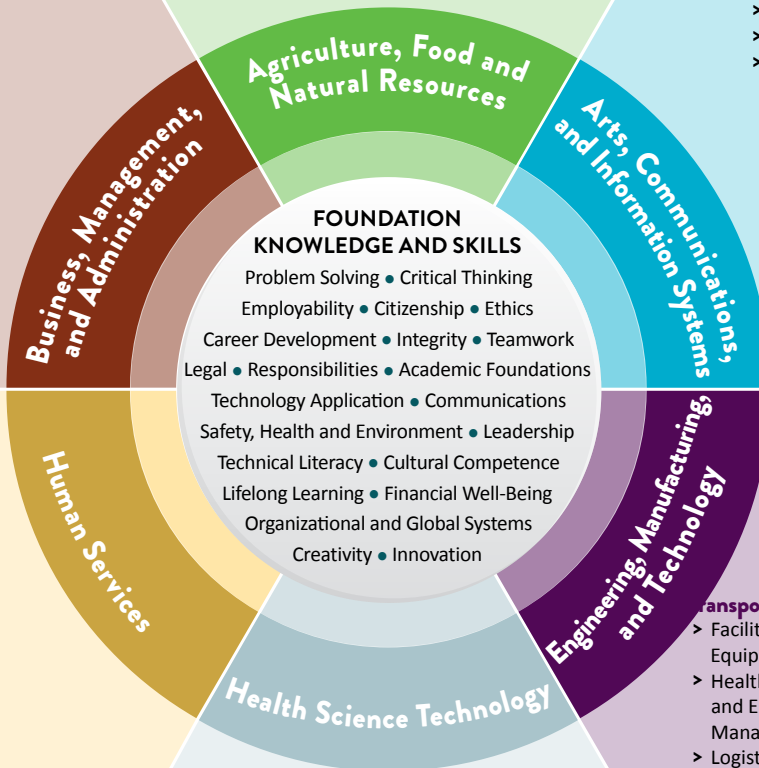 Agriculture, Food and
Natural Resources
Arts, Communications,
and Information Systems
Business, Management,
and Administration
FOUNDATION
KNOWLEDGE AND SKILLS
Problem Solving • Critical Thinking
Employability • Citizenship • Ethics
Career Development • Integrity • Teamwork
Legal • Responsibilities • Academic Foundations
Technology Application • Communications
Safety, Health and Environment • Leadership
Technical Literacy • Cultural Competence
Lifelong Learning • Financial Well-Being
Organizational and Global Systems
Creativity • Innovation
Human Services
Engineering, Manufacturing,
and Technology
Health Science Technology
>
>
>
>
> Health
and
>